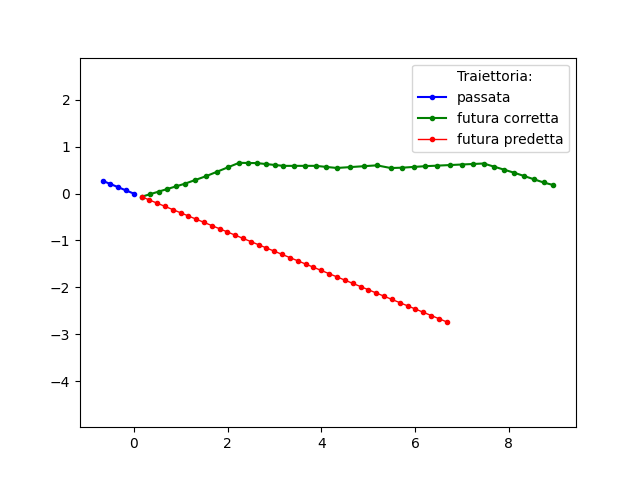 Traiettoria:
passata
futura corretta
futura predetta
2
1
0
−1
−2
−3
−4
0 2 4 6 8